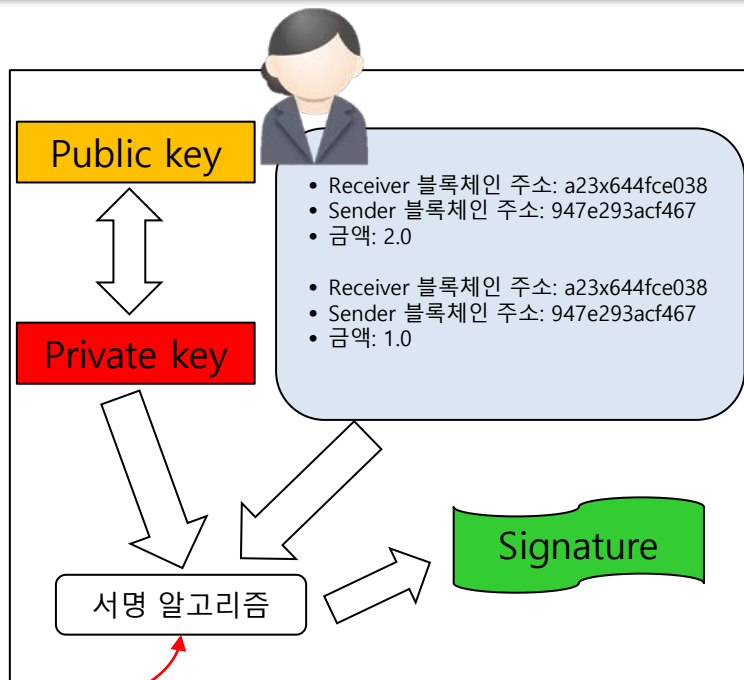 Public key
• Receiver 블록체인 주소: a23x644fce038
• Sender 블록체인 주소: 947e293acf467
• 금액: 2.0
• Receiver 블록체인 주소: a23x644fce038
• Sender 블록체인 주소: 947e293acf467
• 금액: 1.0
Private key
Signature
서명 알고리즘